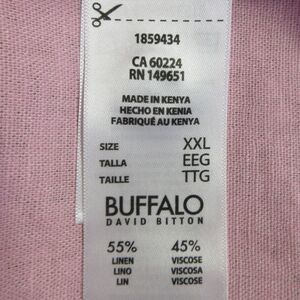 1859434
CA 60224
RN 149651
MADE IN KENYA
HECHO EN KENIA
FABRIQUÉ AU KENYA
SIZE XXL
TALLA EEG
TAILLE TTG
BUFFALO
DAVID BITTON
55% 45%
LINEN VISCOSE
LINO VISCOSA
LIN VISCOSE